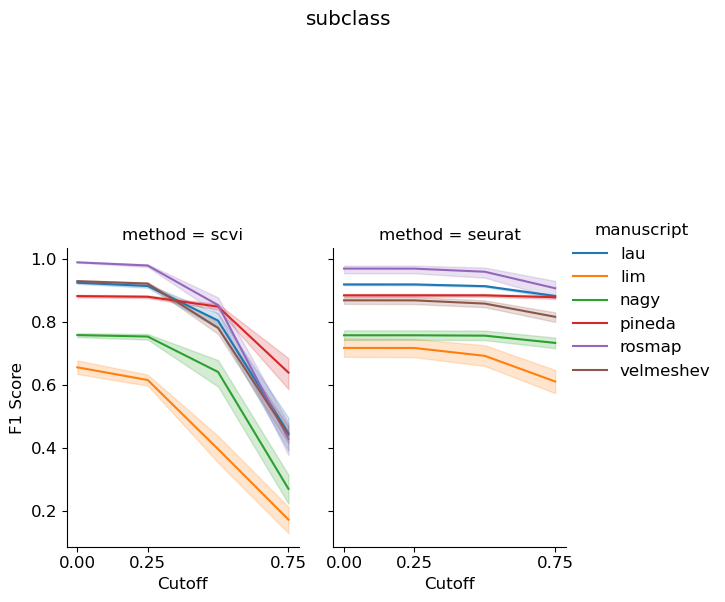 subclass
method = scvi
method = seurat
manuscript
lau
lim
nagy
pineda
rosmap
velmeshev
1.0
0.8
0.6
0.4
0.2
F1 Score
0.00 0.25 0.75
0.00 0.25 0.75
Cutoff
Cutoff